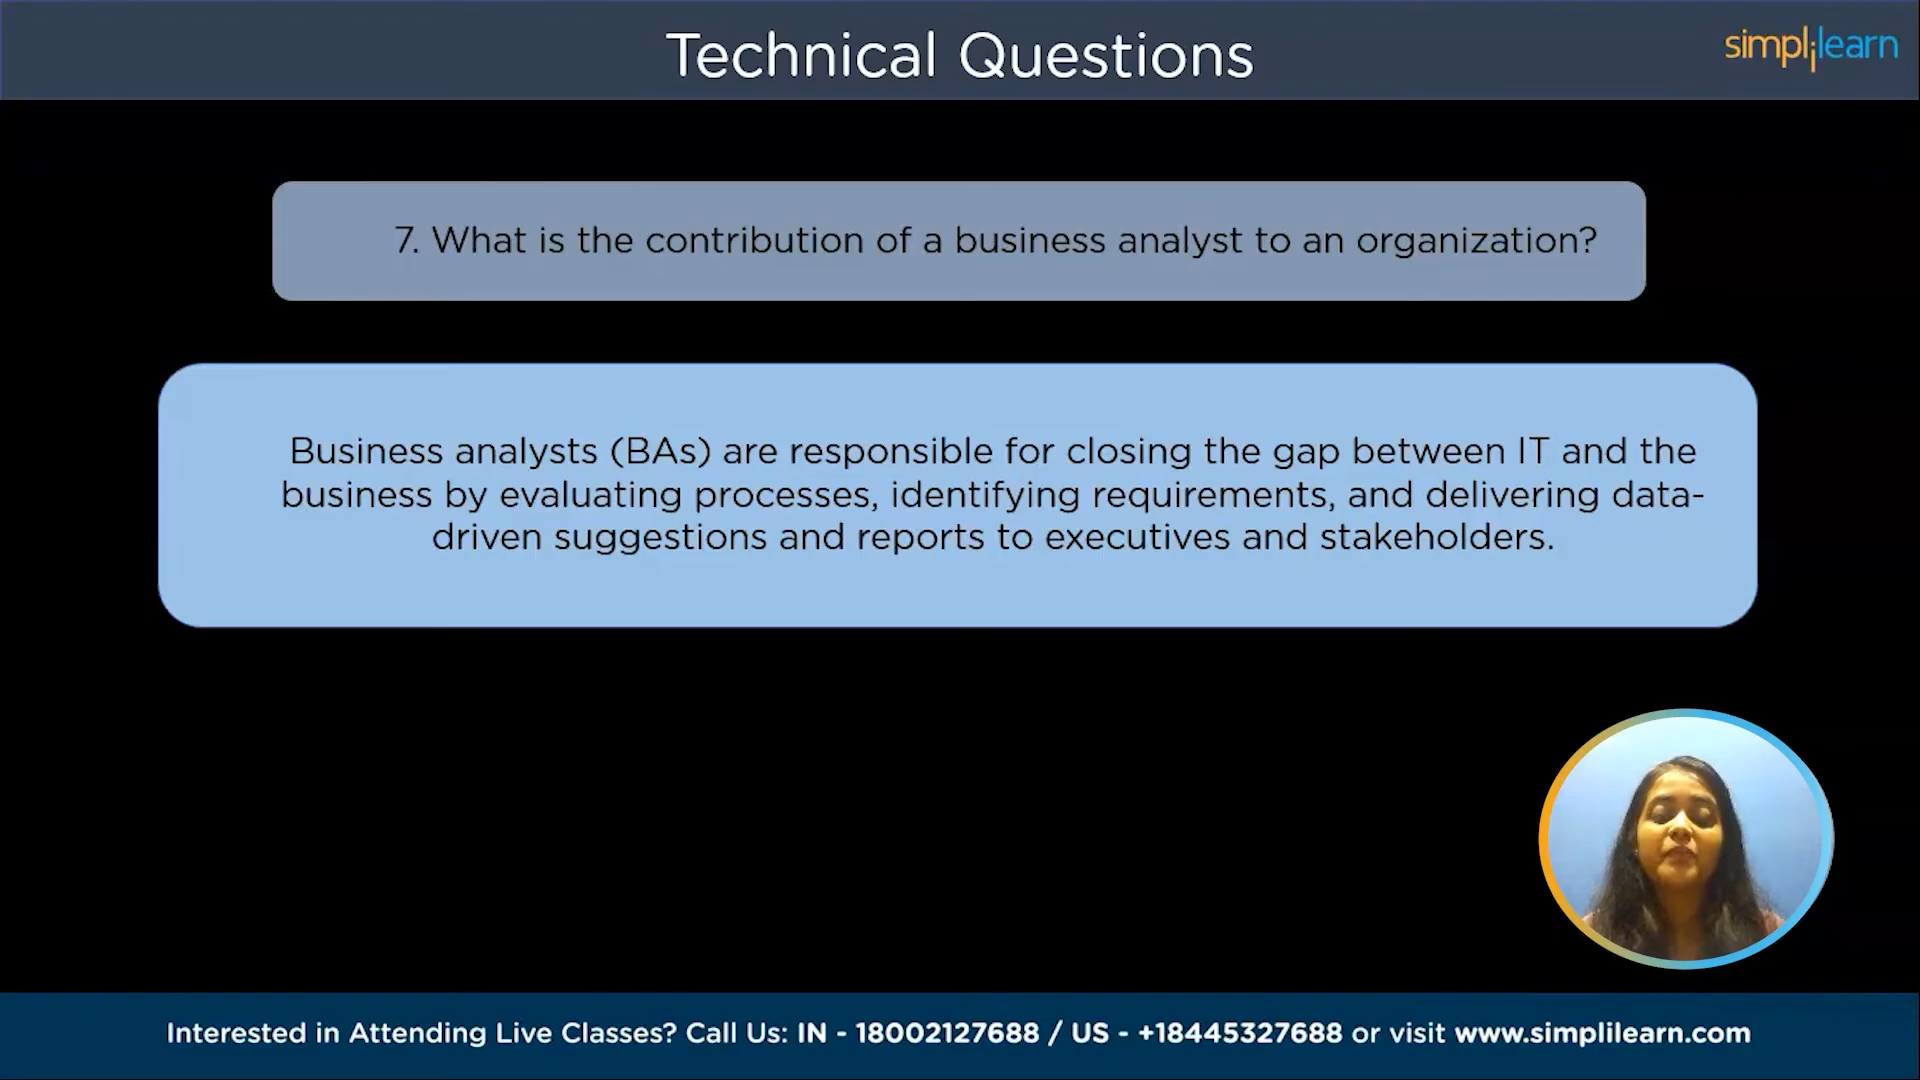 Technical Questions
simplilearn
7. What is the contribution of a business analyst to an organization?
Business analysts (BAs) are responsible for closing the gap between IT and the
business by evaluating processes, identifying requirements, and delivering data-
driven suggestions and reports to executives and stakeholders.
Interested in Attending Live Classes? Call Us: IN - 18002127688 / US - +18445327688 or visit www.simplilearn.com